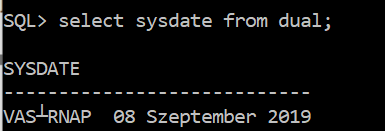 SQL> select sysdate from dual;
SYSDATE
----------------------------
VAS┴RNAP  08 Szeptember 2019